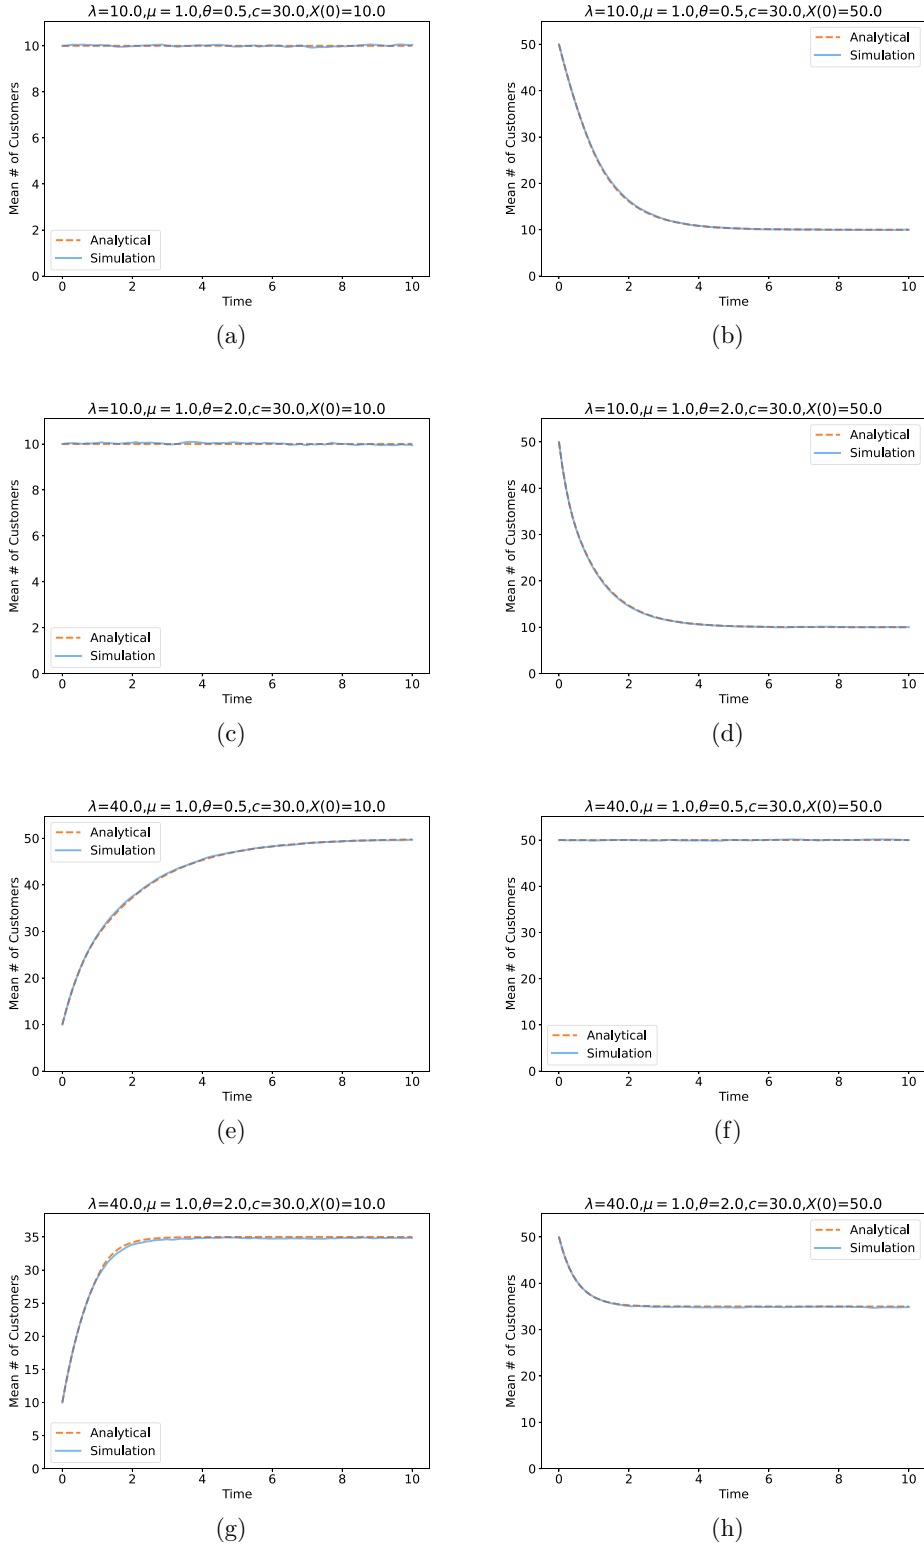 λ=10.0,μ = 1.0,θ=0.5,c=30.0,X(0)=10.0
Mean # of Customers
10
8
6
4
2
0
Analytical
Simulation
0 2 4 6 8 10
Time
(a)
λ=10.0,μ = 1.0,θ=0.5,c=30.0,X(0)=50.0
Mean # of Customers
50
40
30
20
10
0
Analytical
Simulation
0 2 4 6 8 10
Time
(b)
λ=10.0,μ = 1.0,θ=2.0,c=30.0,X(0)=10.0
Mean # of Customers
10
8
6
4
2
0
Analytical
Simulation
0 2 4 6 8 10
Time
(c)
λ=10.0,μ = 1.0,θ=2.0,c=30.0,X(0)=50.0
Mean # of Customers
50
40
30
20
10
0
Analytical
Simulation
0 2 4 6 8 10
Time
(d)
λ=40.0,μ = 1.0,θ=0.5,c=30.0,X(0)=10.0
Mean # of Customers
50
40
30
20
10
0
Analytical
Simulation
0 2 4 6 8 10
Time
(e)
λ=40.0,μ = 1.0,θ=0.5,c=30.0,X(0)=50.0
Mean # of Customers
50
40
30
20
10
0
Analytical
Simulation
0 2 4 6 8 10
Time
(f)
λ=40.0,μ = 1.0,θ=2.0,c=30.0,X(0)=10.0
Mean # of Customers
35
30
25
20
15
10
5
0
Analytical
Simulation
0 2 4 6 8 10
Time
(g)
λ=40.0,μ = 1.0,θ=2.0,c=30.0,X(0)=50.0
Mean # of Customers
50
40
30
20
10
0
Analytical
Simulation
0 2 4 6 8 10
Time
(h)